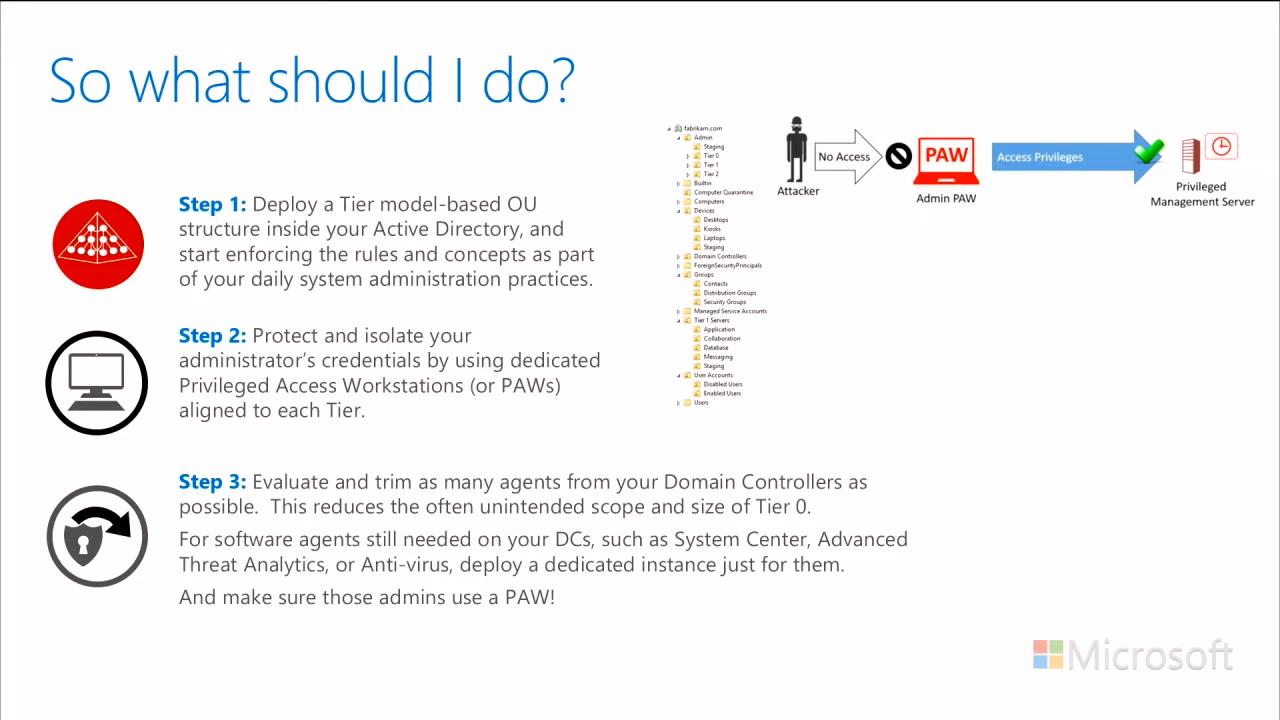 So what should I do?
Step 1: Deploy a Tier model-based OU
structure inside your Active Directory, and
start enforcing the rules and concepts as part
of your daily system administration practices.
Step 2: Protect and isolate your
administrator’s credentials by using dedicated
Privileged Access Workstations (or PAWs)
aligned to each Tier.
Step 3: Evaluate and trim as many agents from your Domain Controllers as
possible.  This reduces the often unintended scope and size of Tier 0.
For software agents still needed on your DCs, such as System Center, Advanced
Threat Analytics, or Anti-virus, deploy a dedicated instance just for them.
And make sure those admins use a PAW!
fabrikam.com
Admin
Staging
Tier 0
Tier 1
Tier 2
Builtin
Computer Quarantine
Computers
Devices
Desktops
Kiosks
Laptops
Staging
Domain Controllers
ForeignSecurityPrincipals
Groups
Contacts
Distribution Groups
Security Groups
Managed Service Accounts
Tier 1 Servers
Application
Collaboration
Database
Messaging
Staging
User Accounts
Disabled Users
Enabled Users
Users
Attacker
No Access
PAW
Admin PAW
Access Privileges
Privileged
Management Server
Microsoft